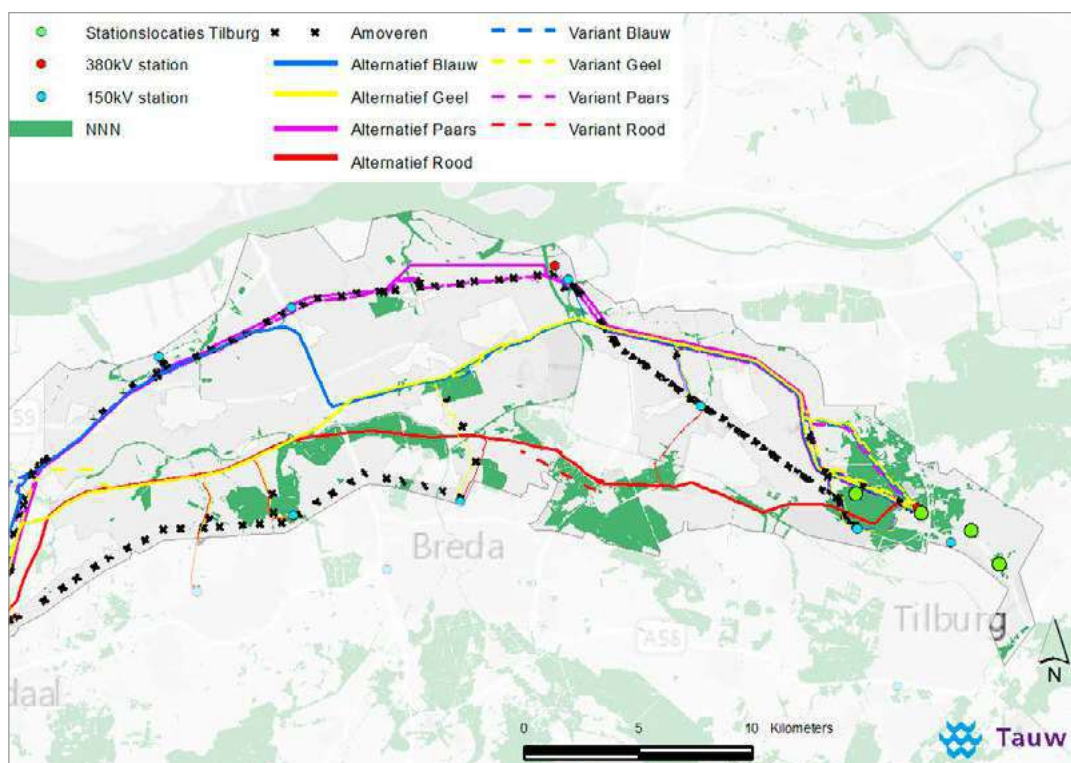 Stationslocaties Tilburg
380kV station
150kV station
NNN
Amoveren
Alternatief Blauw
Alternatief Geel
Alternatief Paars
Alternatief Rood
Variant Blauw
Variant Geel
Variant Paars
Variant Rood
A59
Breda
A58
Tilburg
daal
N
0 5 10 Kilometers
Tauw